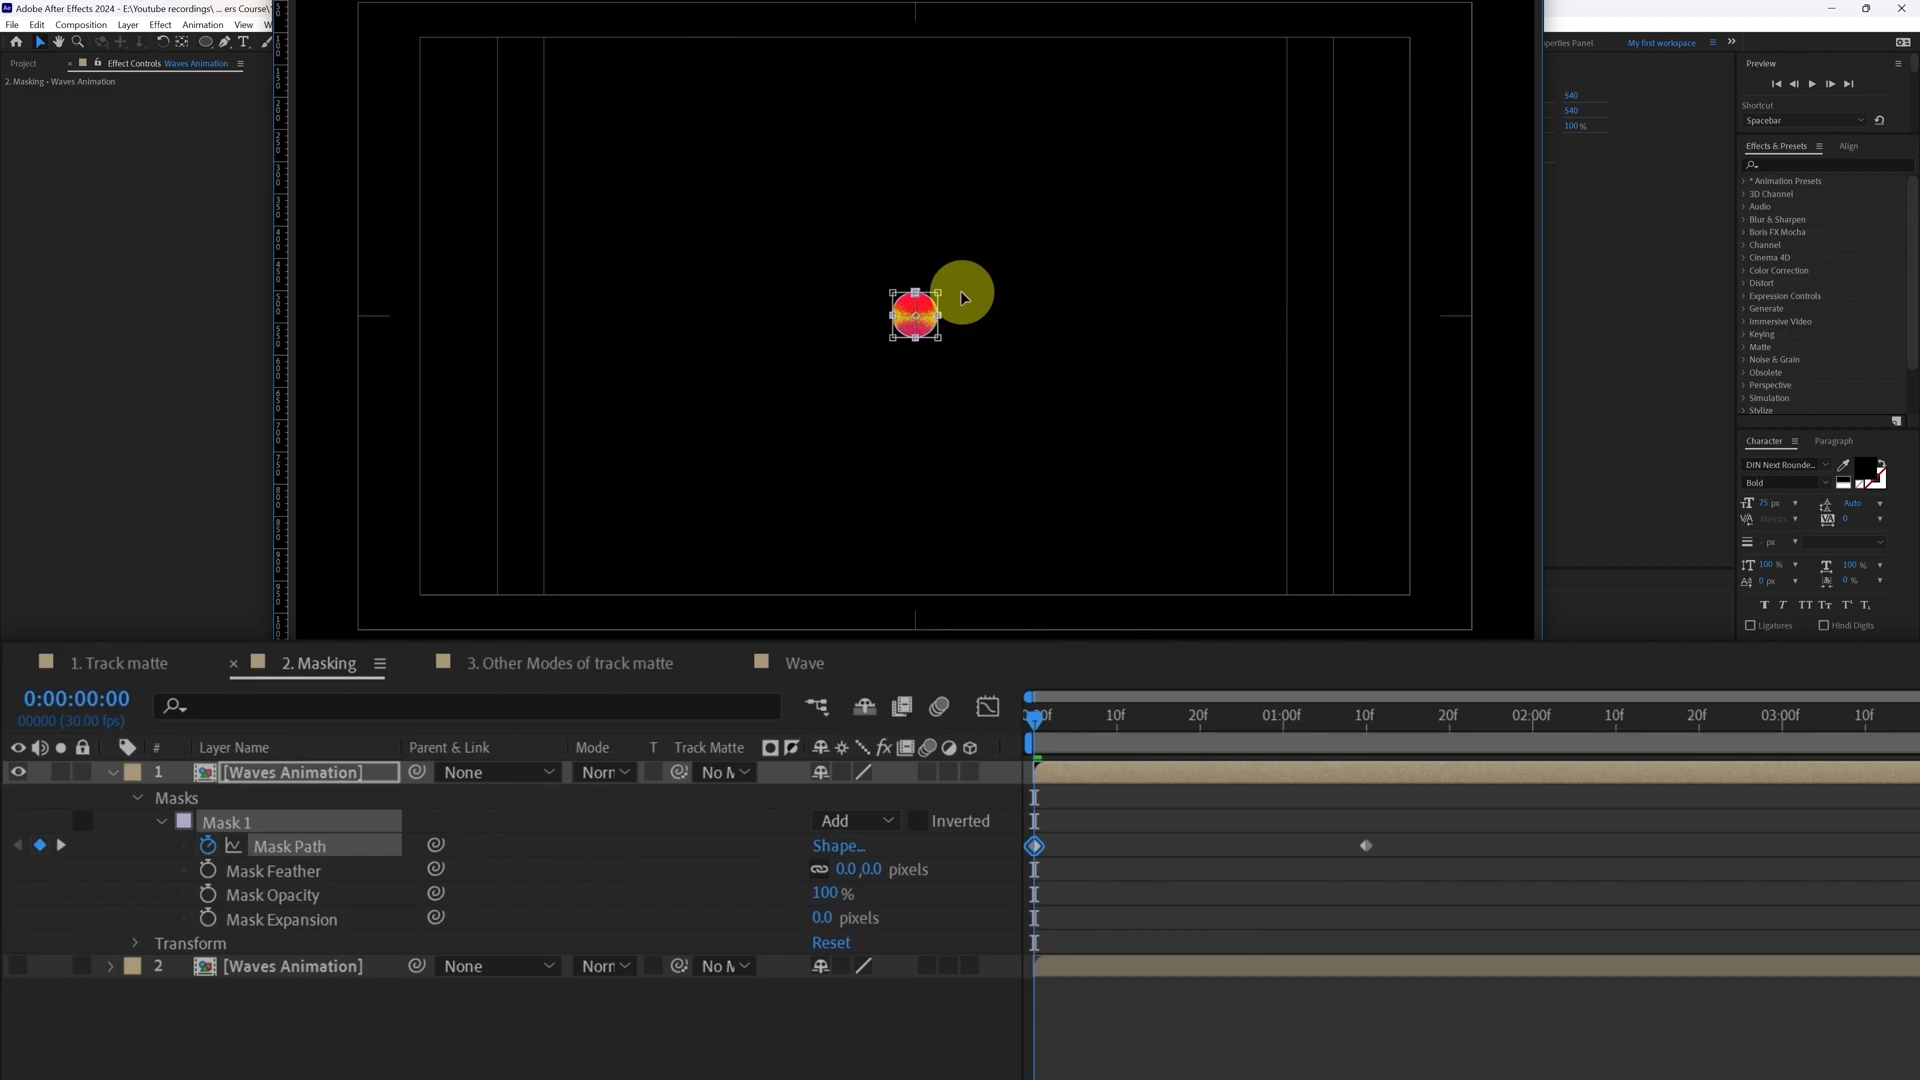 Adobe After Effects 2024 - E:\Youtube recordings\ ... ers Course\
File Edit Composition Layer Effect Animation View
operties Panel
My first workspace
Project
Effect Controls Waves Animation
2. Masking • Waves Animation
540
540
100 %
Preview
Shortcut
Spacebar
Effects & Presets
Align
* Animation Presets
3D Channel
Audio
Blur & Sharpen
Boris FX Mocha
Channel
Cinema 4D
Color Correction
Distort
Expression Controls
Generate
Immersive Video
Keying
Matte
Noise & Grain
Obsolete
Perspective
Simulation
Stylize
Character
Paragraph
DIN Next Rounde...
Bold
75 px
Auto
Metrics
0
- px
100 %
100 %
0 px
0 %
Ligatures
Hindi Digits
1. Track matte
2. Masking
3. Other Modes of track matte
Wave
0:00:00:00
00000 (30.00 fps)
10f 20f 01:00f 10f 20f 02:00f 10f 20f 03:00f 10f
# Layer Name Parent & Link Mode T Track Matte
1 [Waves Animation] None Norr No M
Masks
Mask 1 Add Inverted
Mask Path Shape...
Mask Feather 0.0,0.0 pixels
Mask Opacity 100 %
Mask Expansion 0.0 pixels
Transform Reset
2 [Waves Animation] None Norr No M